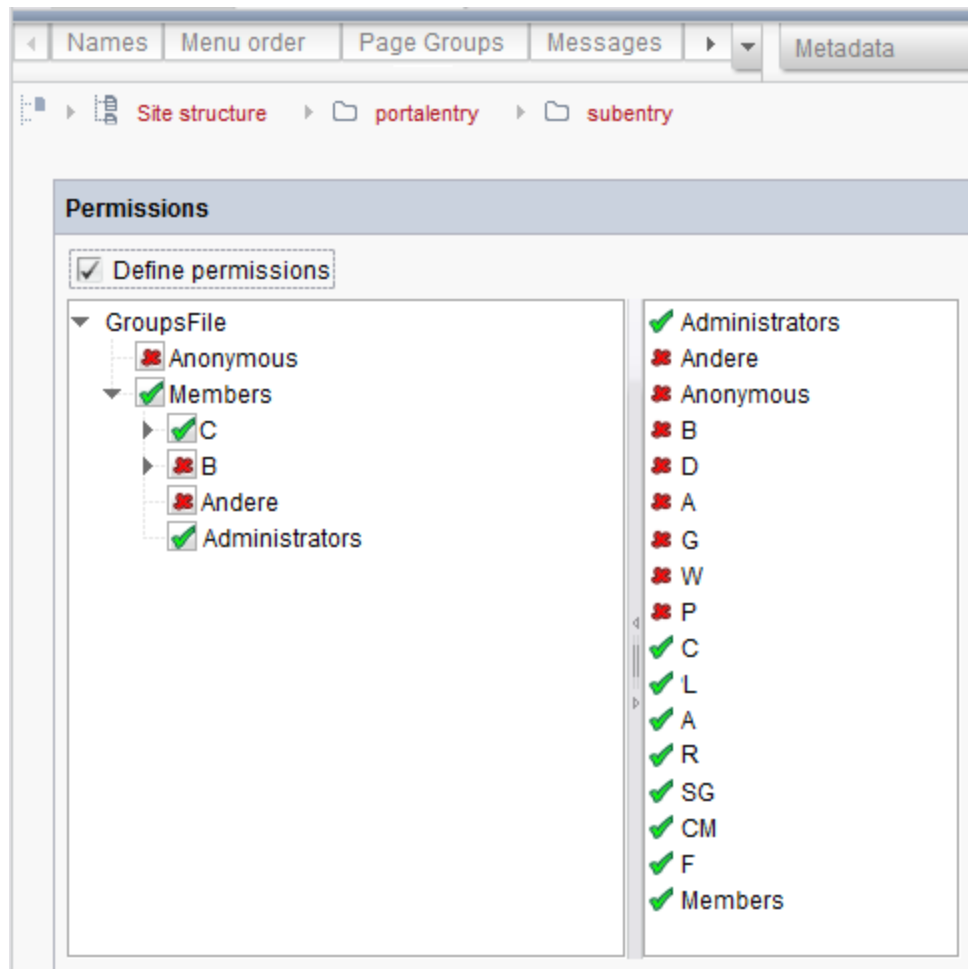 Names Menu order Page Groups Messages Metadata
Site structure portalentry subentry
Permissions
Define permissions
GroupsFile
Anonymous
Members
C
B
Andere
Administrators
Administrators
Andere
Anonymous
B
D
A
G
W
P
C
L
A
R
SG
CM
F
Members